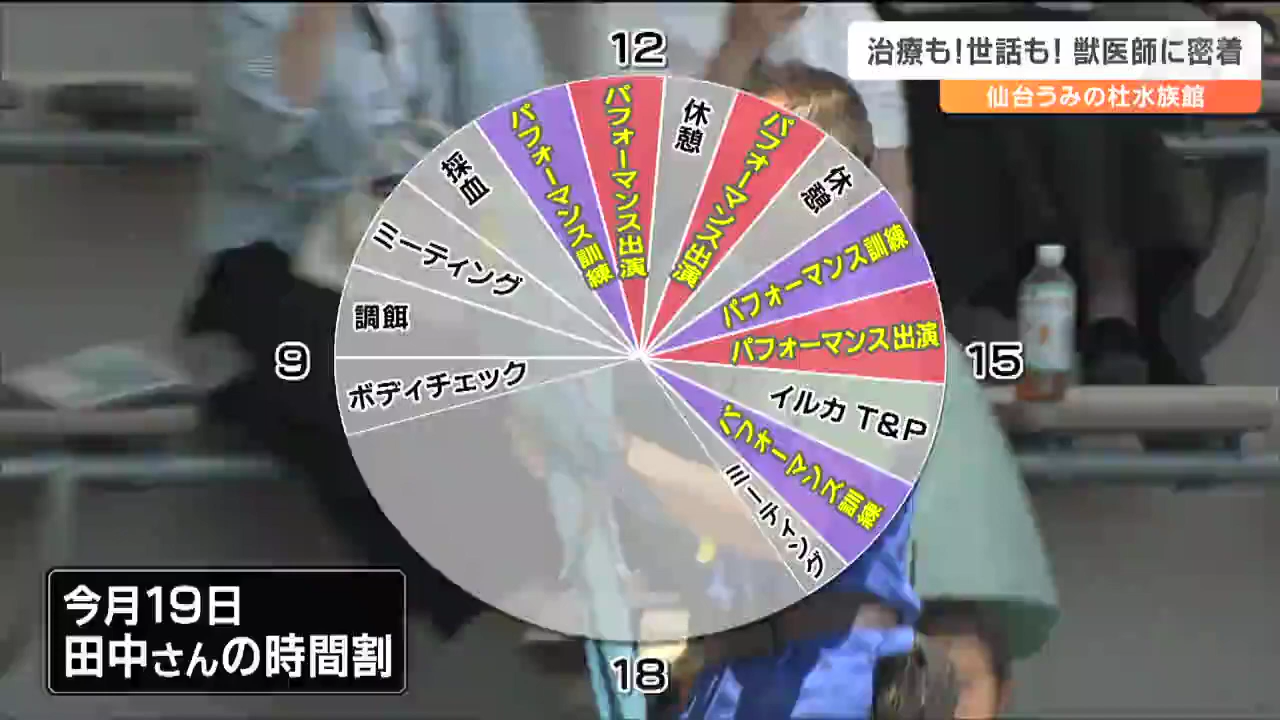 治療も!世話も! 獣医師に密着
仙台うみの杜水族館
12
15
18
9
ボディチェック
調餌
ミーティング
採血
パフォーマンス訓練
パフォーマンス出演
休憩
パフォーマンス出演
休憩
パフォーマンス訓練
パフォーマンス出演
イルカ T&P
パフォーマンス訓練
ミーティング
今月19日
田中さんの時間割